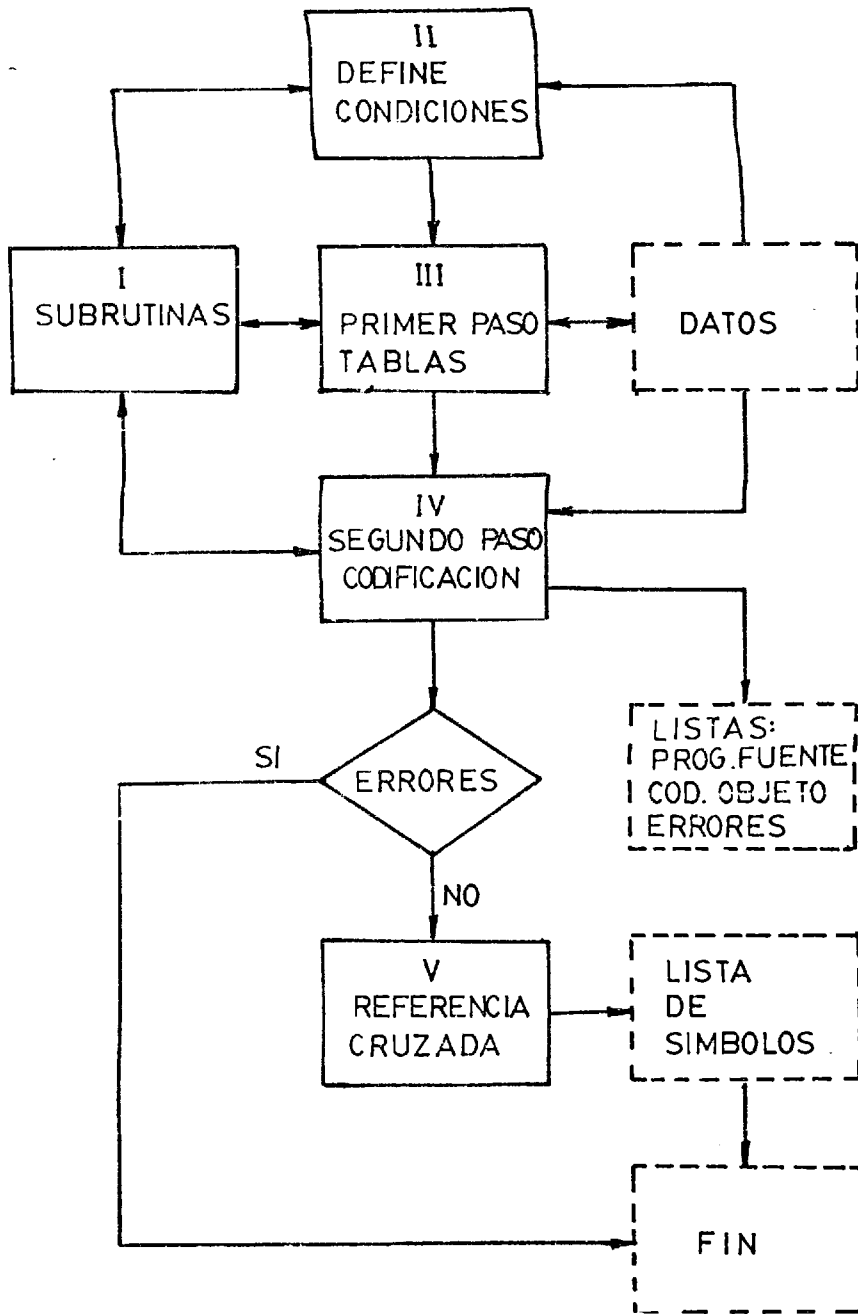 II
DEFINE
CONDICIONES
I
SUBRUTINAS
III
PRIMER PASO
TABLAS
DATOS
IV
SEGUNDO PASO
CODIFICACION
LISTAS:
PROG.FUENTE
COD. OBJETO
ERRORES
SI
ERRORES
NO
V
REFERENCIA
CRUZADA
LISTA
DE
SIMBOLOS
FIN